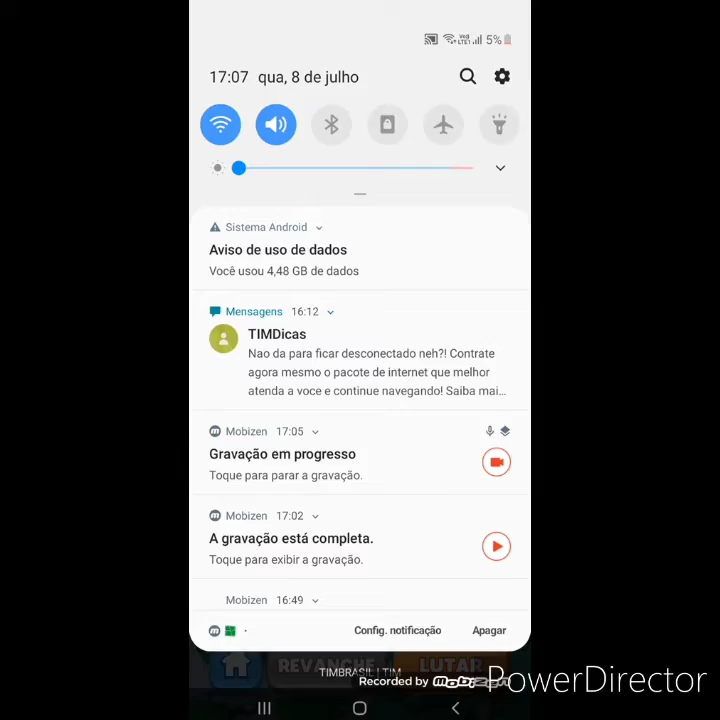 Vo) LTE1 5%
17:07 qua, 8 de julho
Sistema Android
Aviso de uso de dados
Você usou 4,48 GB de dados
Mensagens 16:12
TIMDicas
Nao da para ficar desconectado neh?! Contrate
agora mesmo o pacote de internet que melhor
atenda a voce e continue navegando! Saiba mai...
Mobizen 17:05
Gravação em progresso
Toque para parar a gravação.
Mobizen 17:02
A gravação está completa.
Toque para exibir a gravação.
Mobizen 16:49
Config. notificação Apagar
REVANCHE LUTAR
TIMBRASIL | TIM
Recorded by mobizen
PowerDirector